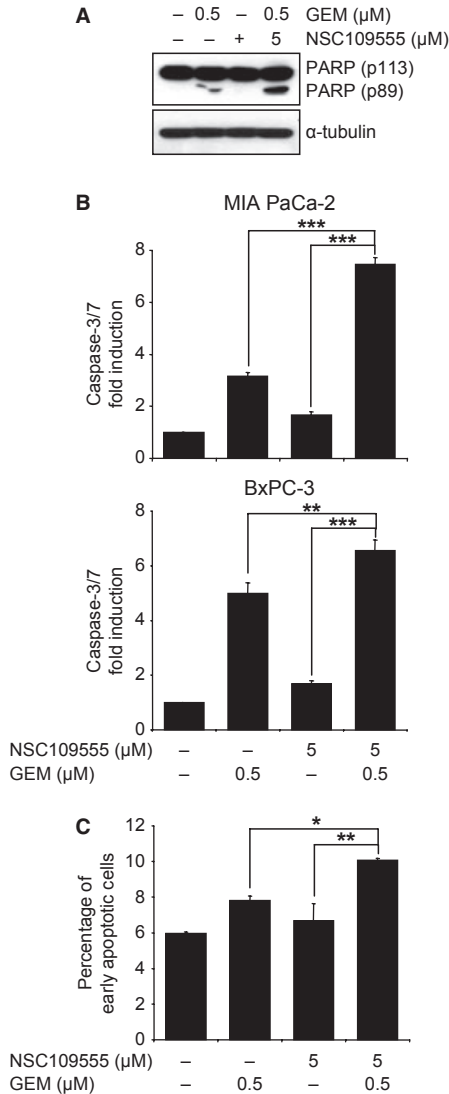 A
– 0.5 – 0.5 GEM (µM)
– – + 5 NSC109555 (µM)
PARP (p113)
PARP (p89)
α-tubulin
B
MIA PaCa-2
***
***
8
6
4
2
0
Caspase-3/7
fold induction
BxPC-3
**
***
8
6
4
2
0
Caspase-3/7
fold induction
NSC109555 (µM) – – 5 5
GEM (µM) – 0.5 – 0.5
C
*
**
12
10
8
6
4
2
0
Percentage of
early apoptotic cells
NSC109555 (µM) – – 5 5
GEM (µM) – 0.5 – 0.5